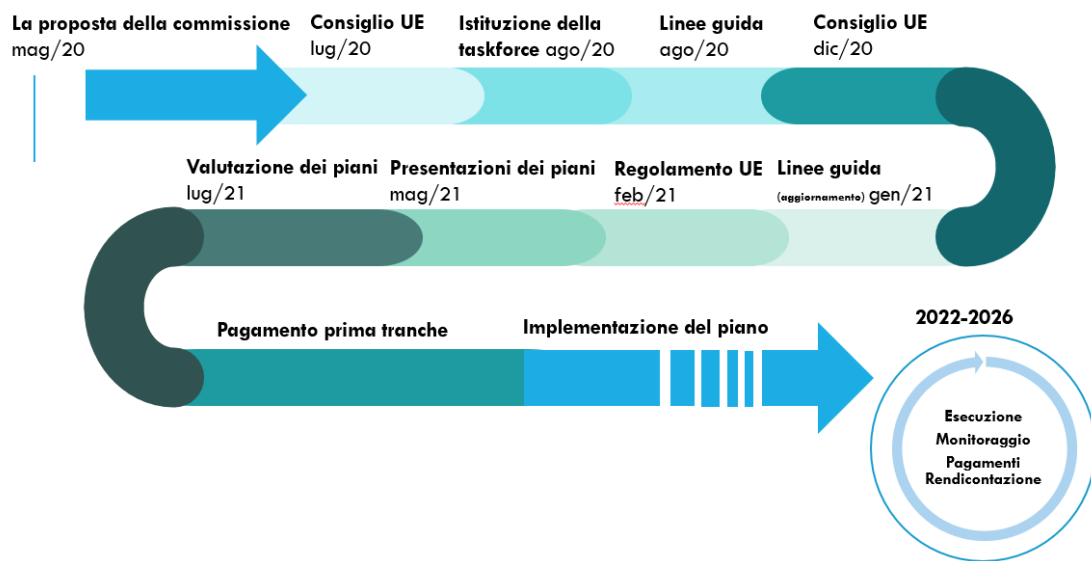 La proposta della commissione
mag/20
Consiglio UE
lug/20
Istituzione della
taskforce ago/20
Linee guida
ago/20
Consiglio UE
dic/20
Linee guida
(aggiornamento) gen/21
Regolamento UE
feb/21
Presentazioni dei piani
mag/21
Valutazione dei piani
lug/21
Pagamento prima tranche
Implementazione del piano
2022-2026
Esecuzione
Monitoraggio
Pagamenti
Rendicontazione